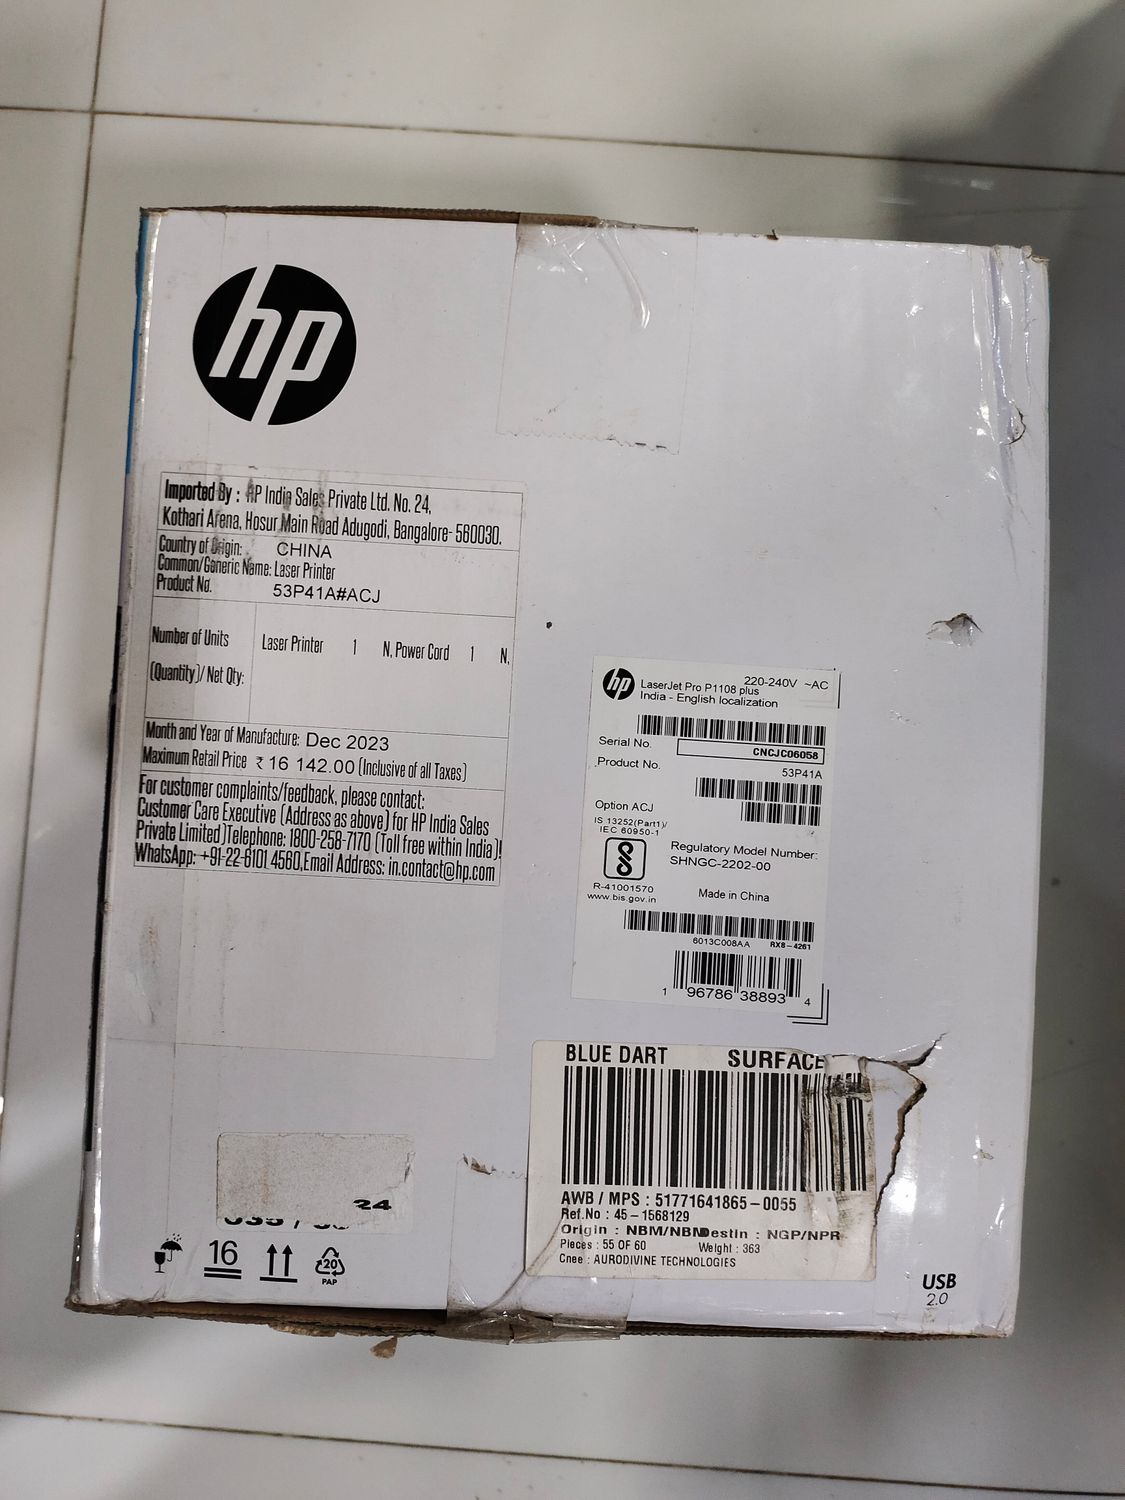 hp
Imported By : HP India Sales Private Ltd. No. 24,
Kothari Arena, Hosur Main Road Adugodi, Bangalore- 560030.
Country of Origin: CHINA
Common/Generic Name: Laser Printer
Product No. 53P41A#ACJ
Number of Units (Quantity)/ Net Qty:
Laser Printer 1 N, Power Cord 1 N,
Month and Year of Manufacture: Dec 2023
Maximum Retail Price ₹ 16 142.00 (Inclusive of all Taxes)
For customer complaints/feedback, please contact:
Customer Care Executive (Address as above) for HP India Sales
Private Limited)Telephone: 1800-258-7170 (Toll free within India)!
WhatsApp: +91-22-6101 4560,Email Address: in.contact@hp.com
hp
220-240V ~AC
LaserJet Pro P1108 plus
India - English localization
Serial No. CNCJC06058
Product No. 53P41A
Option ACJ
IS 13252(Part1)/
IEC 60950-1
Regulatory Model Number:
SHNGC-2202-00
R-41001570
www.bis.gov.in
Made in China
6013C008AA RX8-4261
1 96786 38893 4
BLUE DART SURFACE
AWB / MPS : 51771641865-0055
Ref.No : 45 - 1568129
Origin : NBM/NBM Destin : NGP/NPR
Pieces : 55 OF 60 Weight : 363
Cnee : AURODIVINE TECHNOLOGIES
24
16
20
PAP
USB
2.0